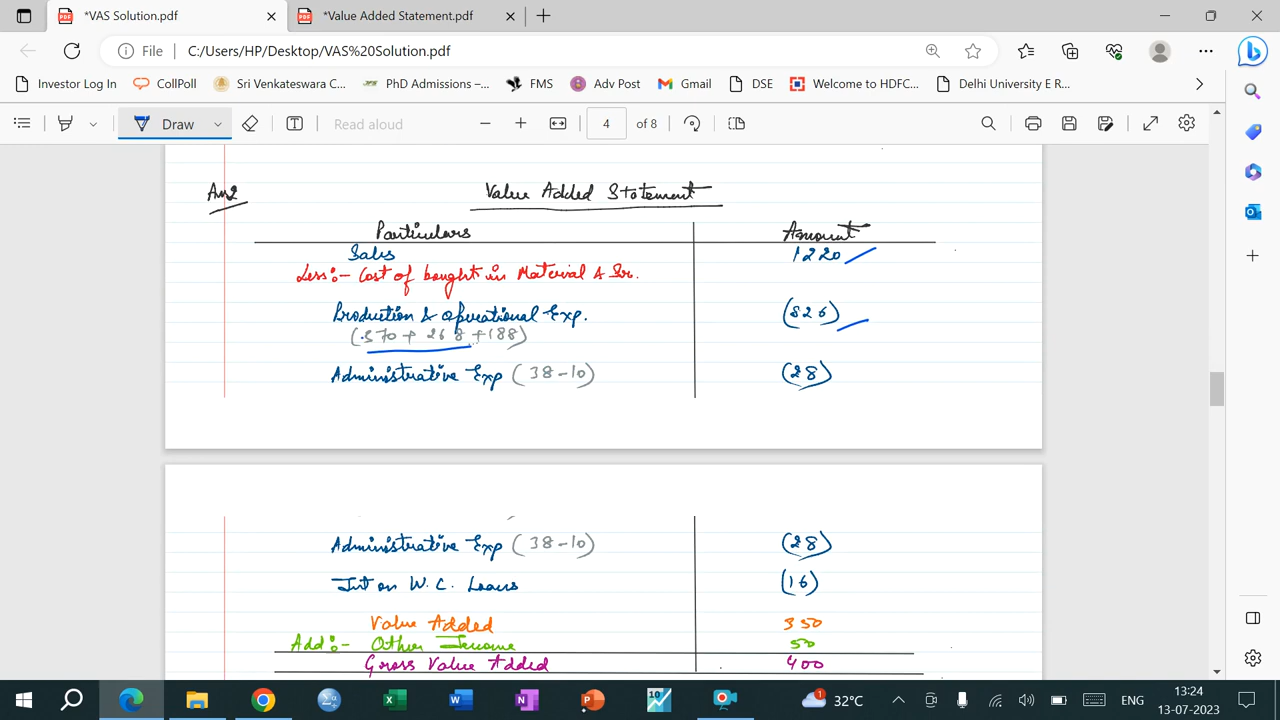 *VAS Solution
*Value Added Statement.pdf
File C:/Users/HP/Desktop/VAS%20Solution.pdf
Investor Log In CollPoll Sri Venkateswara C... PhD Admissions –... FMS Adv Post Gmail DSE Welcome to HDFC... Delhi University E R...
Draw Read aloud 4 of 8
Ans 2 Value Added Statement
Particulars Amount
Sales 1220
Less:- Cost of bought in Material & Sr.
Production & operational Exp. (826)
(370 + 268 + 188)
Administrative Exp (38-10) (28)
Administrative Exp (38-10) (28)
Int on W.C. Loans (16)
Value Added 350
Add:- Other Income 50
Gross Value Added 400
32°C ENG 13:24
13-07-2023